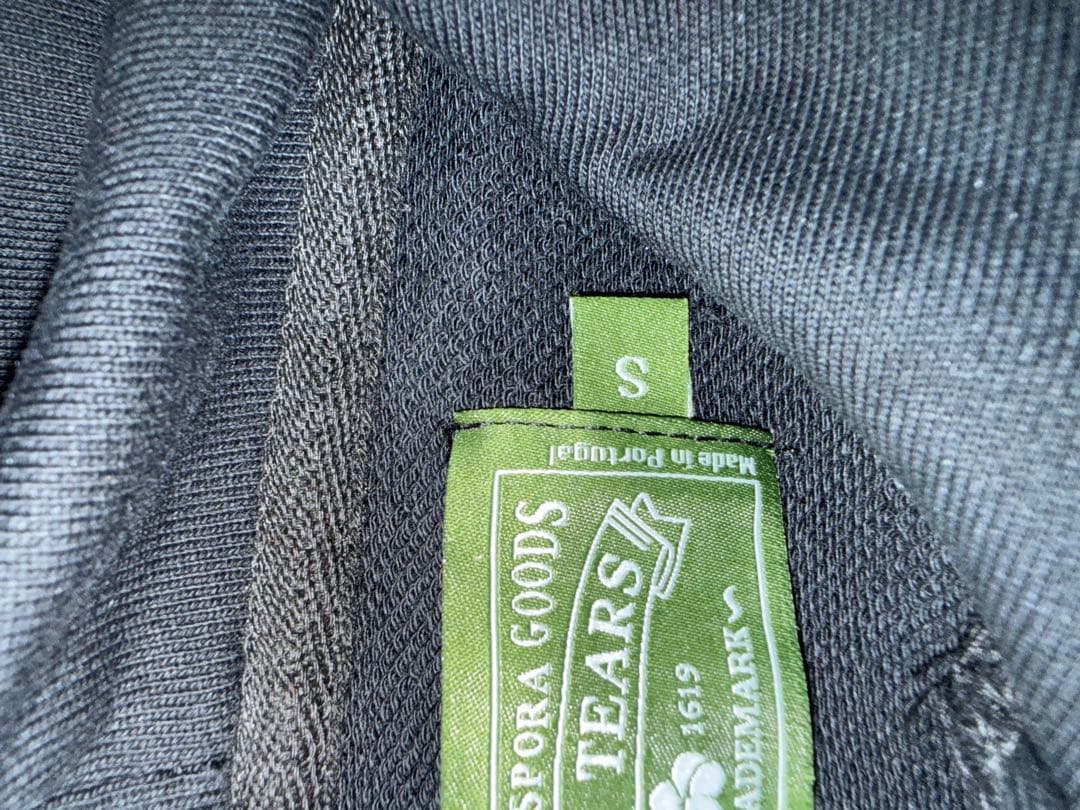 S
Made in Portugal
SPORA GOODS
TEARS
1619
ADEMARK